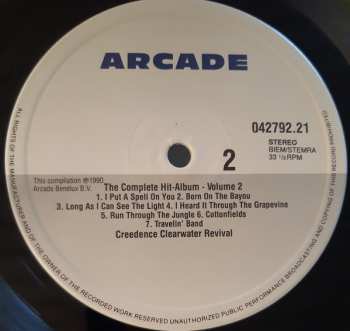 ARCADE
ALL RIGHTS OF THE MANUFACTURER AND OF THE OWNER OF THE RECORDED WORK RESERVED UNAUTHORIZED PUBLIC PERFORMANCE BROADCASTING AND COPYING OF THIS RECORD PROHIBITED
042792.21
STEREO
BIEM/STEMRA
33 ⅓ RPM
2
This compilation ℗1990
Arcade Benelux B.V.
The Complete Hit-Album - Volume 2
1. I Put A Spell On You 2. Born On The Bayou
3. Long As I Can See The Light 4. I Heard It Through The Grapevine
5. Run Through The Jungle 6. Cottonfields
7. Travelin' Band
Creedence Clearwater Revival